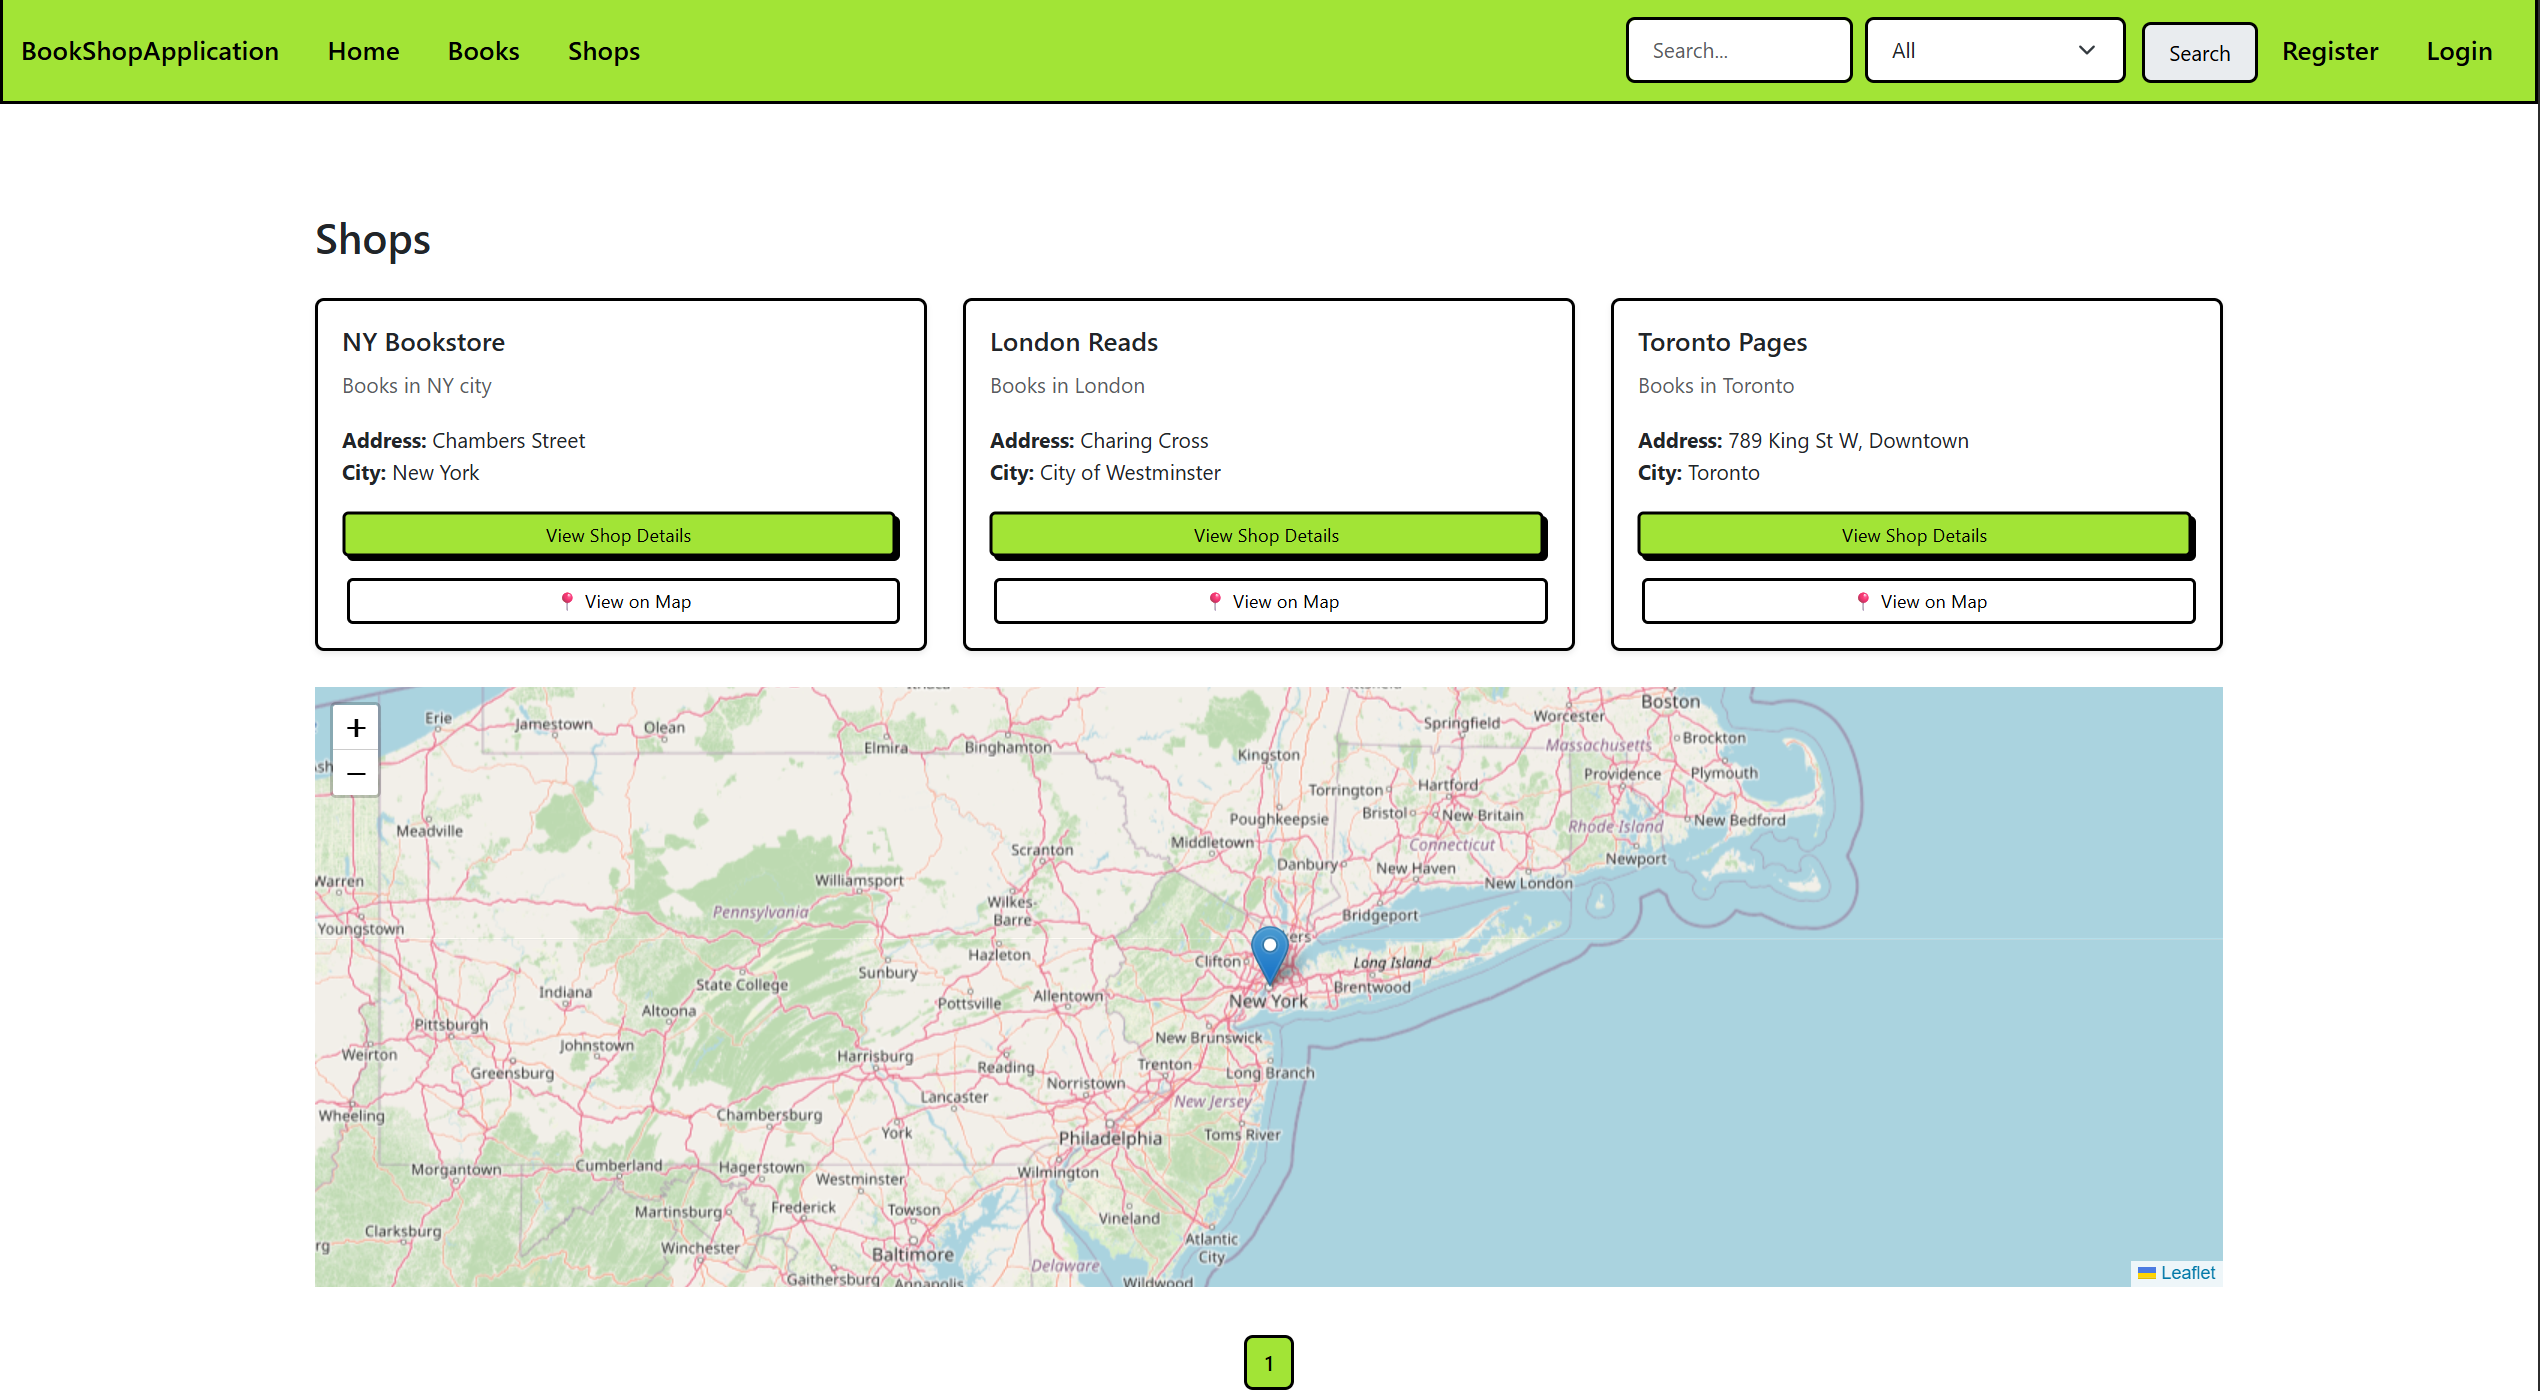 BookShopApplication Home Books Shops Search... All Search Register Login
Shops
NY Bookstore
Books in NY city
Address: Chambers Street
City: New York
View Shop Details
📍 View on Map
London Reads
Books in London
Address: Charing Cross
City: City of Westminster
View Shop Details
📍 View on Map
Toronto Pages
Books in Toronto
Address: 789 King St W, Downtown
City: Toronto
View Shop Details
📍 View on Map
+
−
Boston
Erie
Jamestown
Olean
Elmira
Binghamton
Kingston
Springfield
Worcester
Massachusetts
Brockton
Providence
Plymouth
Torrington
Hartford
Bristol
New Britain
Poughkeepsie
Rhode Island
New Bedford
Meadville
Scranton
Middletown
Connecticut
Newport
Danbury
New Haven
New London
Warren
Williamsport
Wilkes-
Barre
Pennsylvania
Bridgeport
Youngstown
Hazleton
Clifton
Long Island
Sunbury
State College
Brentwood
Indiana
Altoona
Pottsville
Allentown
New York
Pittsburgh
Johnstown
New Brunswick
Weirton
Harrisburg
Greensburg
Reading
Trenton
Long Branch
Norristown
Lancaster
New Jersey
Wheeling
Chambersburg
York
Philadelphia
Toms River
Morgantown
Cumberland
Hagerstown
Westminster
Wilmington
Martinsburg
Frederick
Towson
Vineland
Clarksburg
Winchester
Baltimore
Atlantic
City
Delaware
Gaithersburg
Annapolis
Wildwood
Leaflet
1